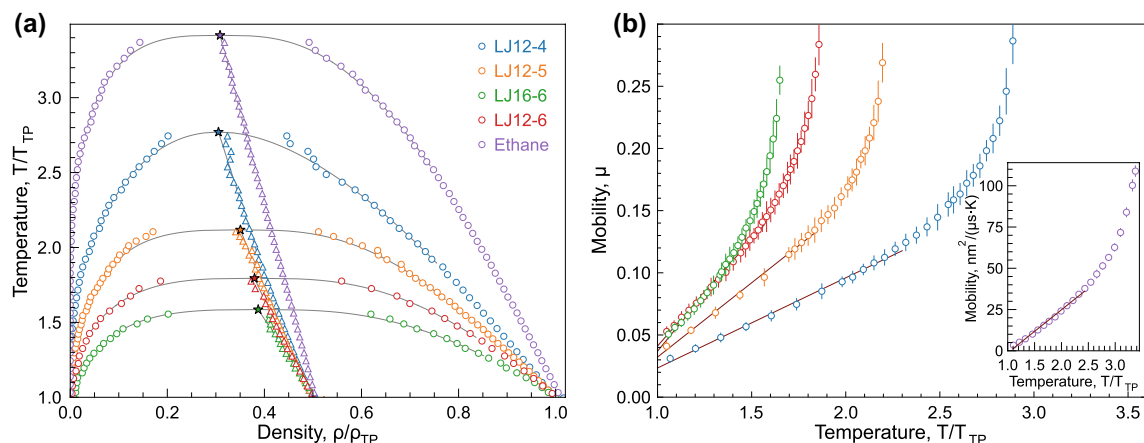 (a)
Temperature, T/T_TP
3.0
2.5
2.0
1.5
1.0
0.0
0.2
0.4
0.6
0.8
1.0
Density, ρ/ρ_TP
LJ12-4
LJ12-5
LJ16-6
LJ12-6
Ethane
(b)
Mobility, μ
0.25
0.20
0.15
0.10
0.05
0.00
1.0
1.5
2.0
2.5
3.0
3.5
Temperature, T/T_TP
Mobility, nm²/(μs·K)
100
75
50
25
0
1.0
1.5
2.0
2.5
3.0
Temperature, T/T_TP